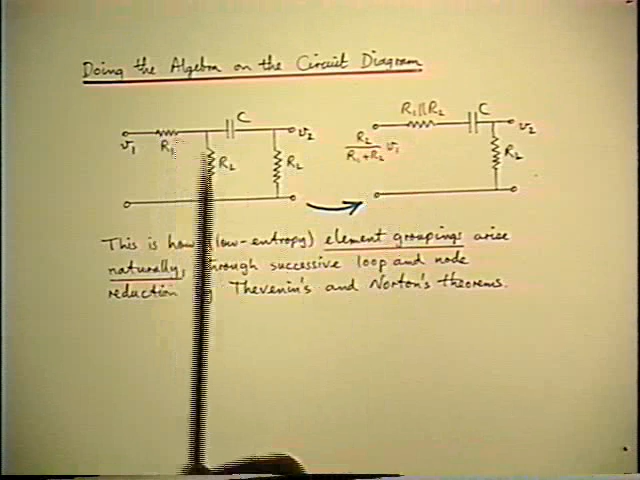 Doing the Algebra on the Circuit Diagram
C
v₁ R₁ R₂ R₂ v₂
R₁||R₂ C
R₂/(R₁+R₂) v₁ R₂ v₂
This is how (low-entropy) element groupings arise
naturally, through successive loop and node
reduction Thevenin's and Norton's theorems.